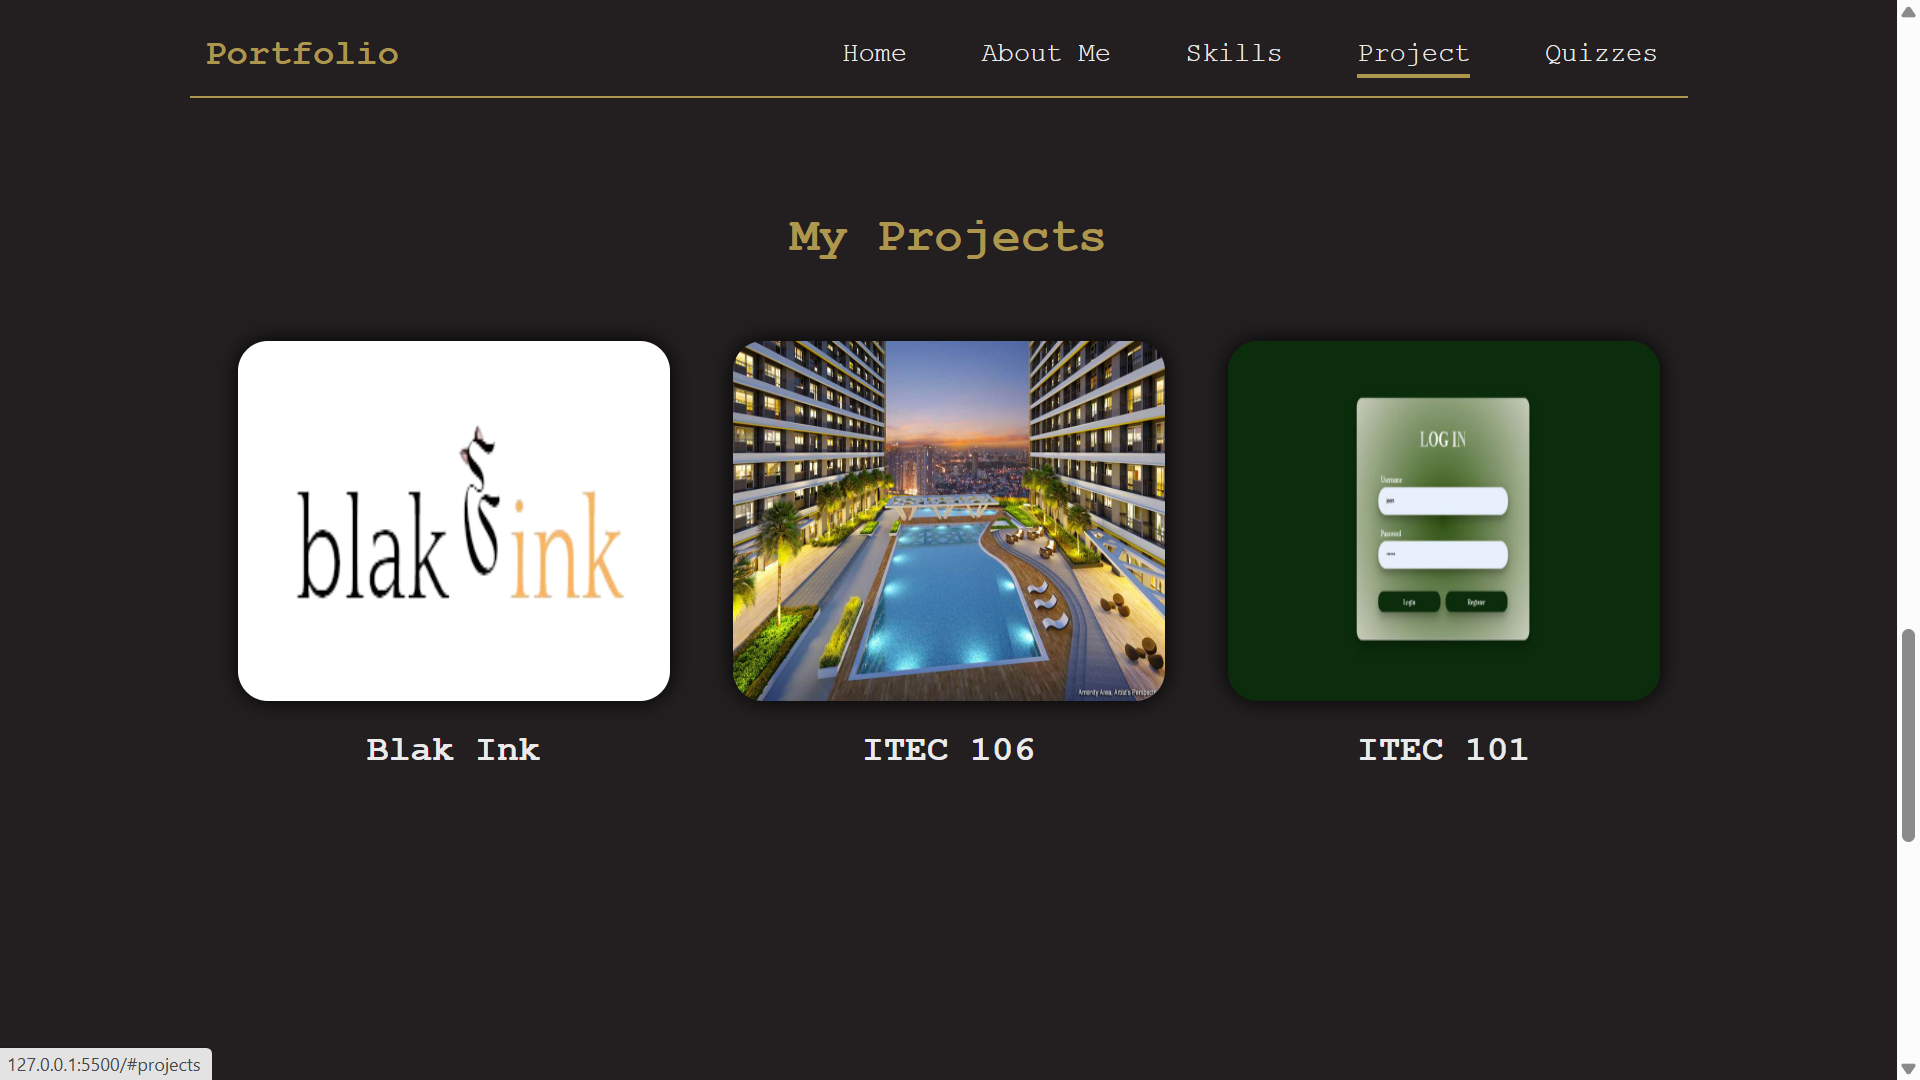 Portfolio
Home About Me Skills Project Quizzes
My Projects
blak ink
LOG IN
Username
Password
Login Register
Amenity Area, Artist's Perspect
Blak Ink
ITEC 106
ITEC 101
127.0.0.1:5500/#projects